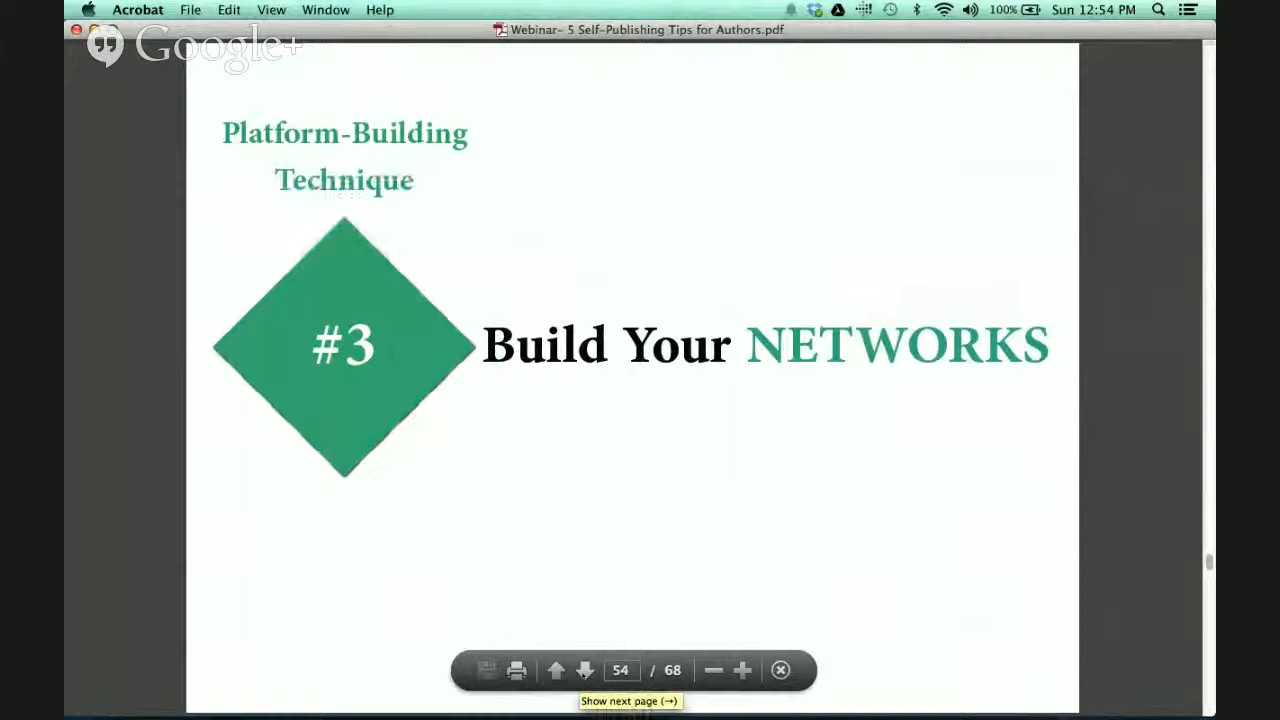 Acrobat File Edit View Window Help 100% Sun 12:54 PM
Webinar- 5 Self-Publishing Tips for Authors.pdf
Google+
Platform-Building
Technique
#3
Build Your NETWORKS
54 / 68
Show next page (→)